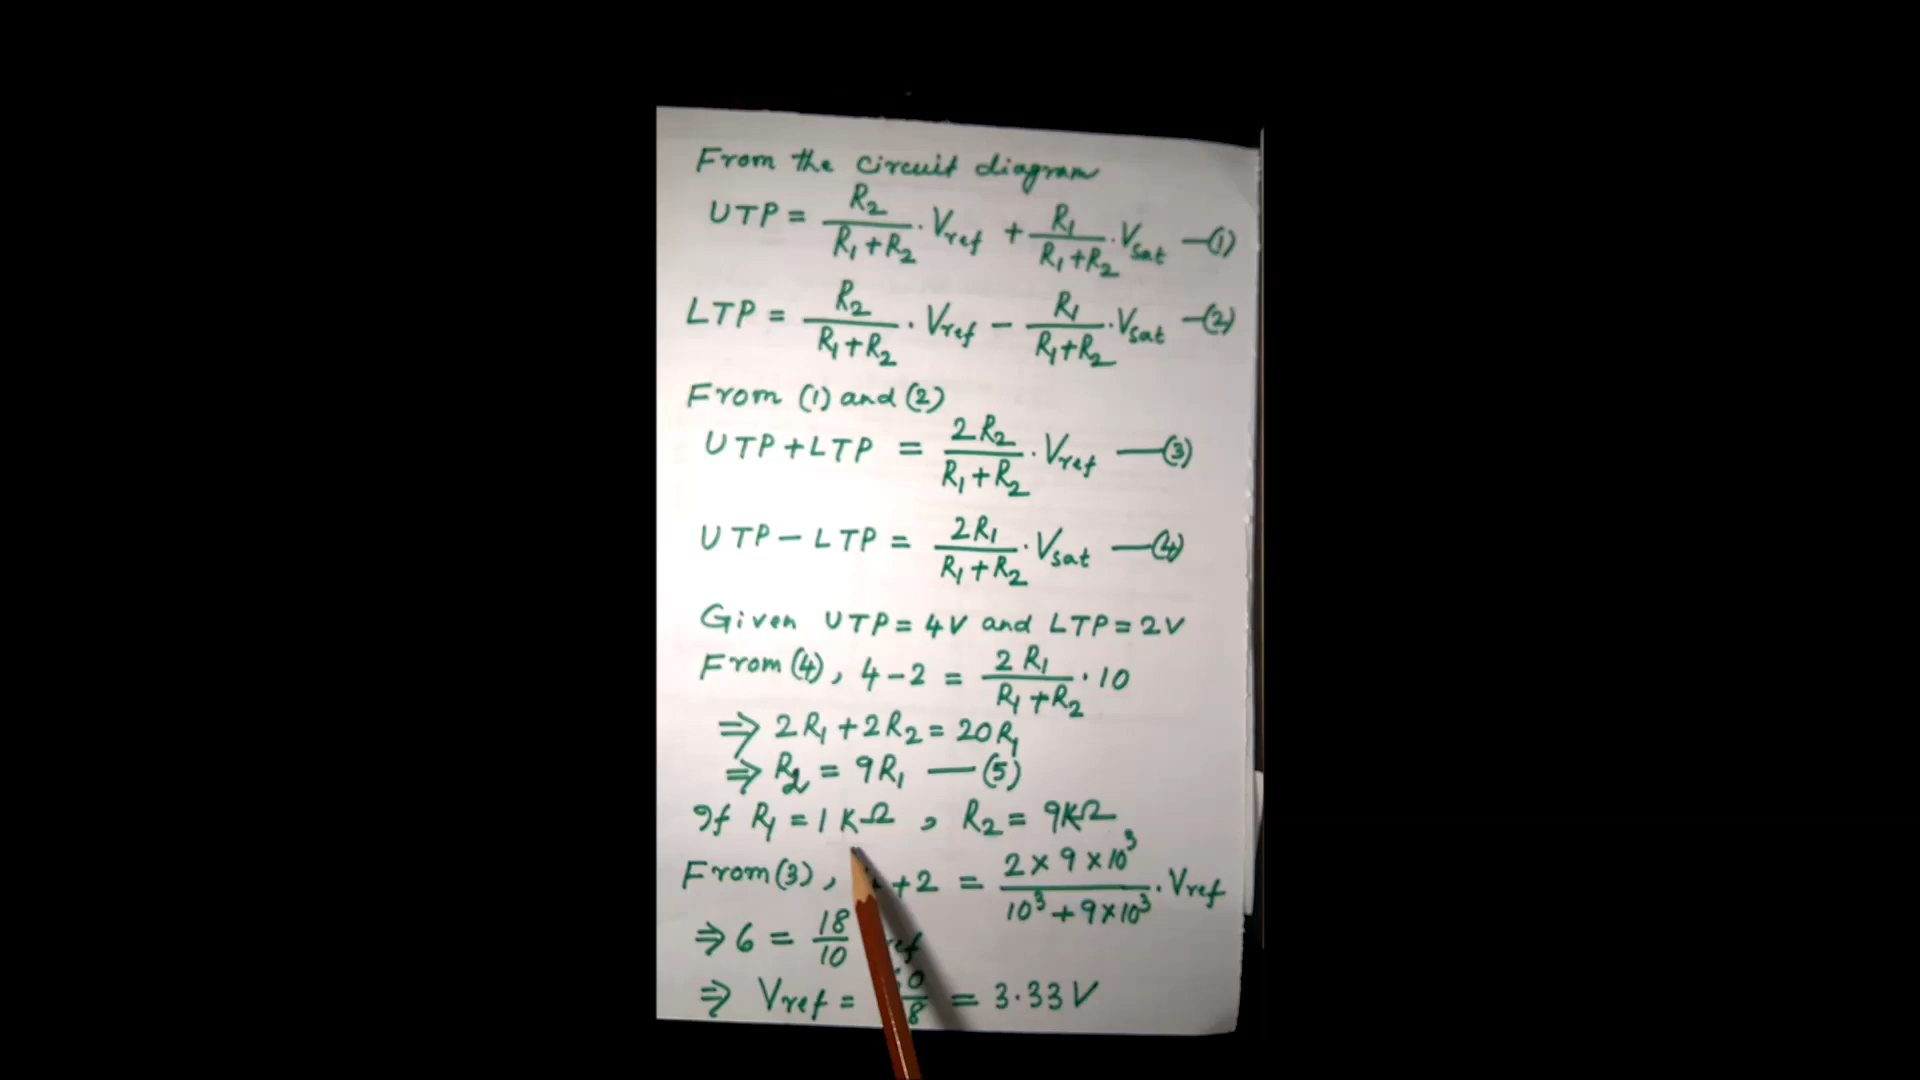 From the circuit diagram
UTP = R₂/(R₁+R₂) · Vref + R₁/(R₁+R₂) · Vsat —(1)
LTP = R₂/(R₁+R₂) · Vref − R₁/(R₁+R₂) · Vsat —(2)
From (1) and (2)
UTP+LTP = 2R₂/(R₁+R₂) · Vref —(3)
UTP−LTP = 2R₁/(R₁+R₂) · Vsat —(4)
Given UTP=4V and LTP=2V
From (4), 4−2 = 2R₁/(R₁+R₂) · 10
⇒ 2R₁+2R₂=20R₁
⇒ R₂ = 9R₁ —(5)
If R₁=1KΩ, R₂=9KΩ
From (3), +2 = (2×9×10³)/(10³+9×10³) · Vref
⇒ 6 = 18/10 ref
⇒ Vref = 0/8 = 3.33V